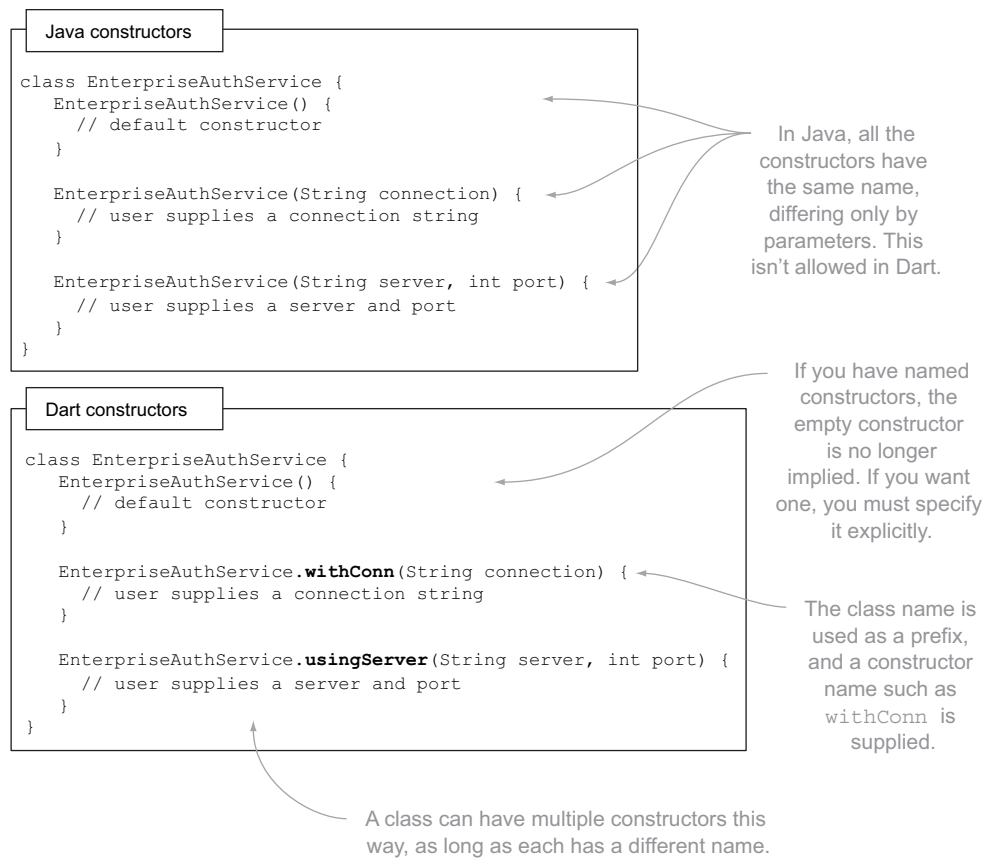 Java constructors
class EnterpriseAuthService {
EnterpriseAuthService() {
// default constructor
}
EnterpriseAuthService(String connection) {
// user supplies a connection string
}
EnterpriseAuthService(String server, int port) {
// user supplies a server and port
}
}
In Java, all the
constructors have
the same name,
differing only by
parameters. This
isn’t allowed in Dart.
Dart constructors
class EnterpriseAuthService {
EnterpriseAuthService() {
// default constructor
}
EnterpriseAuthService.withConn(String connection) {
// user supplies a connection string
}
EnterpriseAuthService.usingServer(String server, int port) {
// user supplies a server and port
}
}
If you have named
constructors, the
empty constructor
is no longer
implied. If you want
one, you must specify
it explicitly.
The class name is
used as a prefix,
and a constructor
name such as
withConn is
supplied.
A class can have multiple constructors this
way, as long as each has a different name.